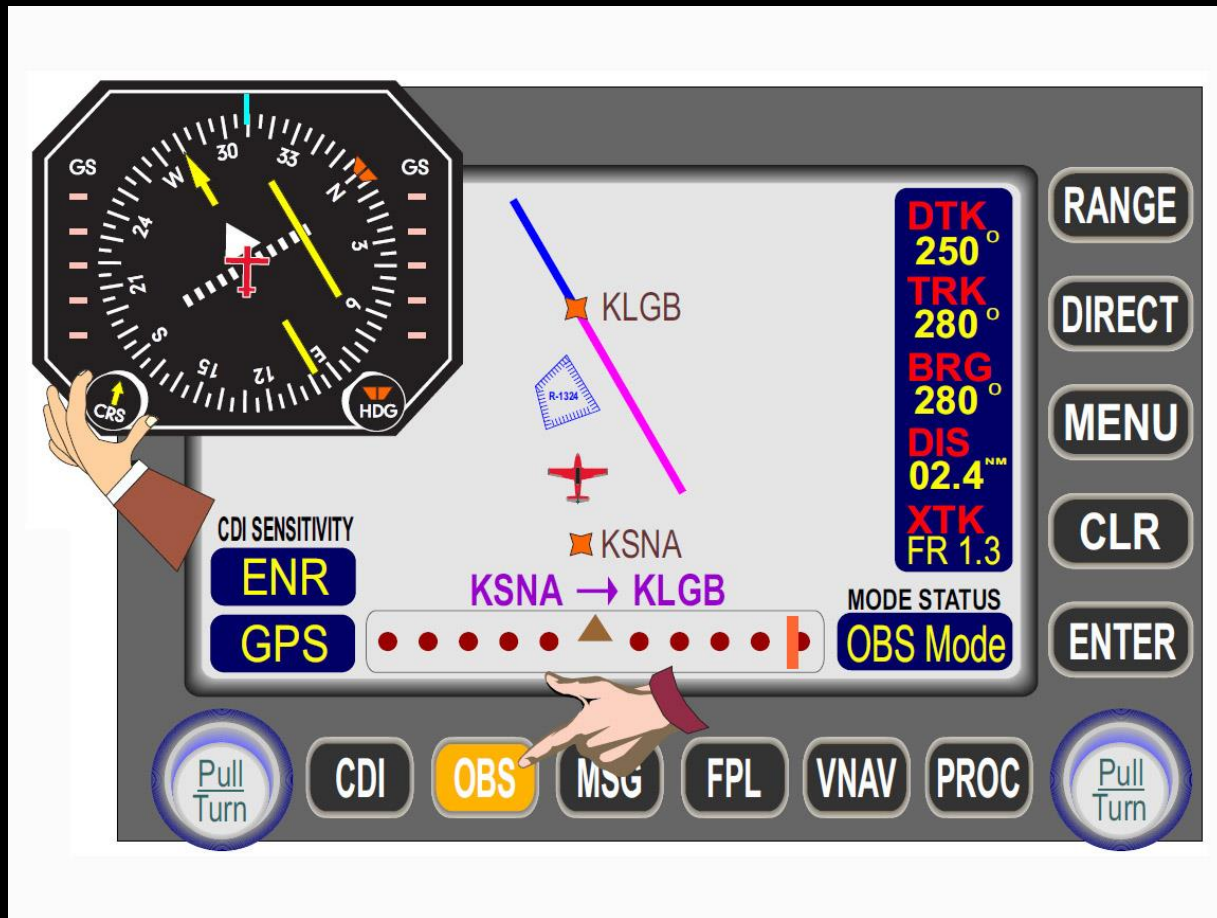 GS
GS
30
33
N
3
6
E
12
15
S
21
24
W
CRS
HDG
KLGB
R-1324
KSNA
KSNA → KLGB
CDI SENSITIVITY
ENR
GPS
DTK
250°
TRK
280°
BRG
280°
DIS
02.4NM
XTK
FR 1.3
MODE STATUS
OBS Mode
RANGE
DIRECT
MENU
CLR
ENTER
Pull
Turn
CDI
OBS
MSG
FPL
VNAV
PROC
Pull
Turn